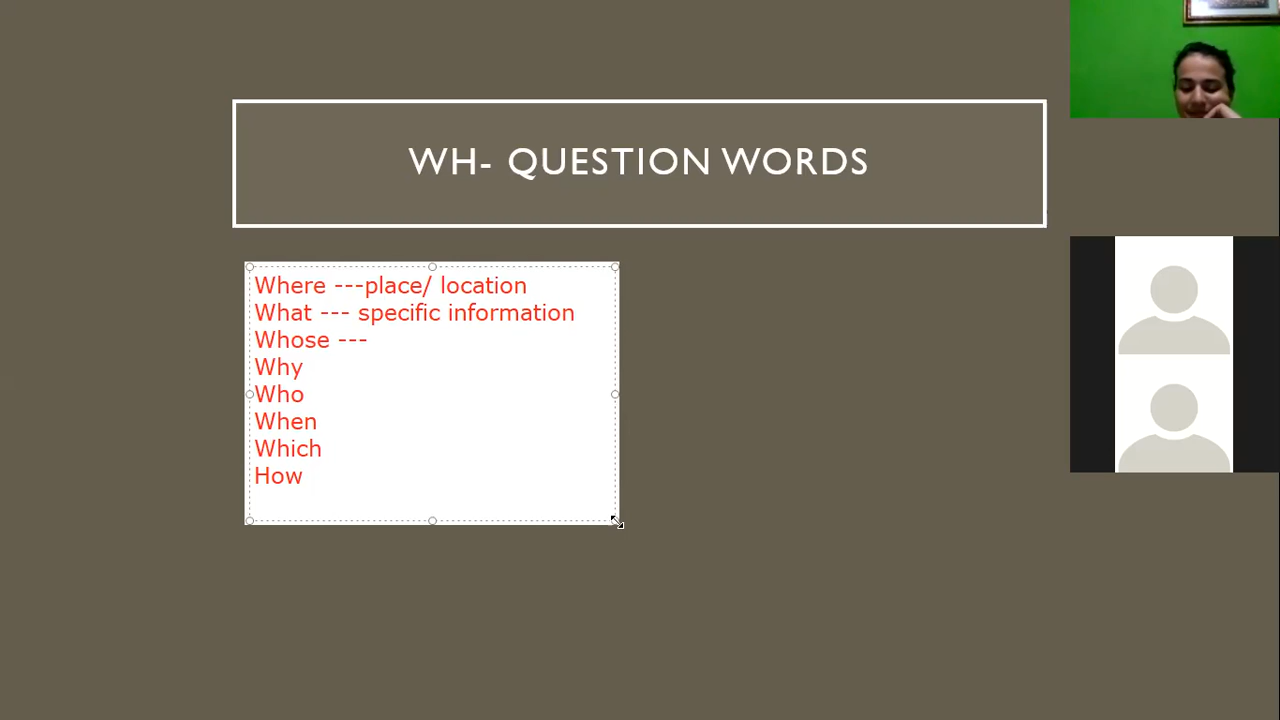 WH- QUESTION WORDS
Where ---place/ location
What --- specific information
Whose ---
Why
Who
When
Which
How